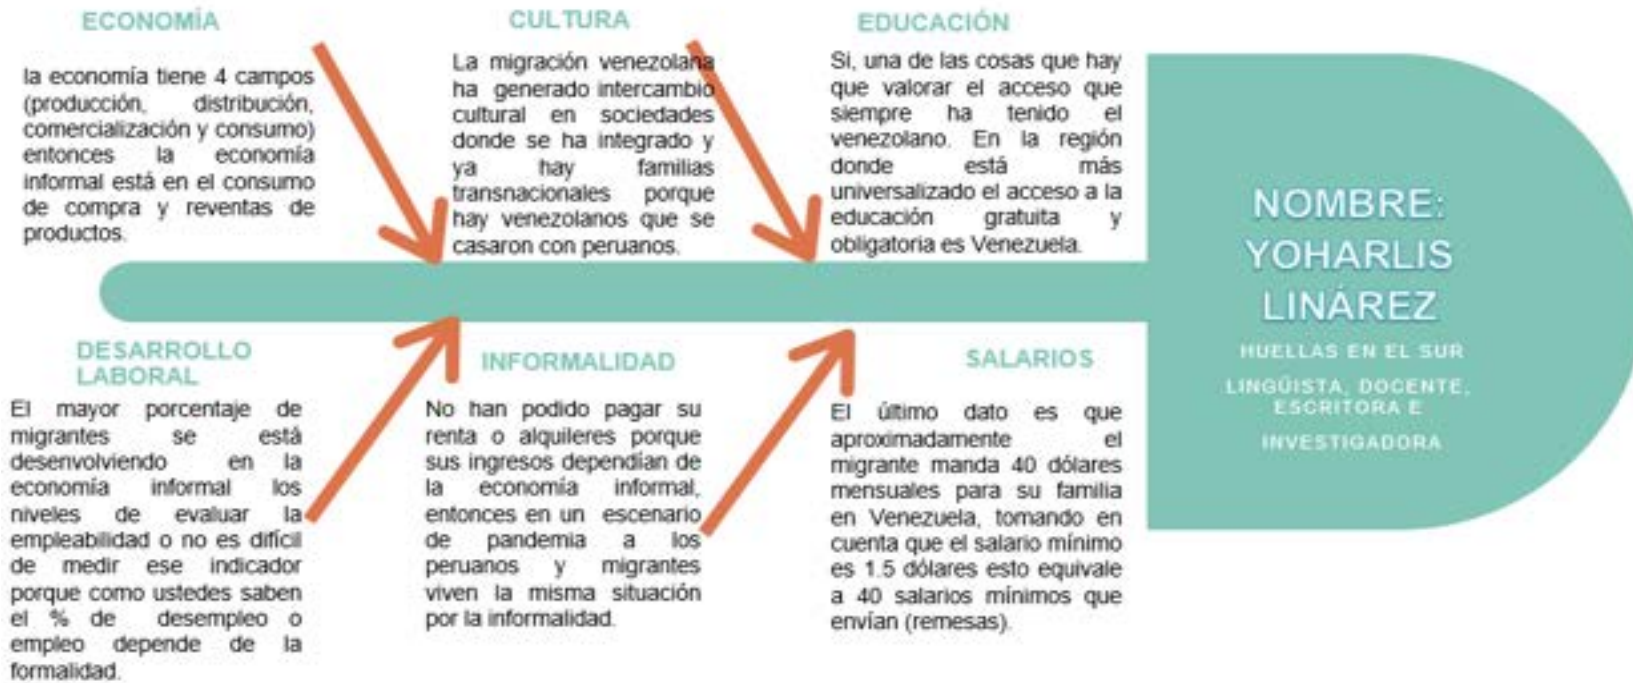 ECONOMÍA
la economía tiene 4 campos
(producción, distribución,
comercialización y consumo)
entonces la economía
informal está en el consumo
de compra y reventas de
productos.
CULTURA
La migración venezolana
ha generado intercambio
cultural en sociedades
donde se ha integrado y
ya hay familias
transnacionales porque
hay venezolanos que se
casaron con peruanos.
EDUCACIÓN
Si, una de las cosas que hay
que valorar el acceso que
siempre ha tenido el
venezolano. En la región
donde está más
universalizado el acceso a la
educación gratuita y
obligatoria es Venezuela.
DESARROLLO
LABORAL
El mayor porcentaje de
migrantes se está
desenvolviendo en la
economía informal los
niveles de evaluar la
empleabilidad o no es difícil
de medir ese indicador
porque como ustedes saben
el % de desempleo o
empleo depende de la
formalidad.
INFORMALIDAD
No han podido pagar su
renta o alquileres porque
sus ingresos dependían de
la economía informal,
entonces en un escenario
de pandemia a los
peruanos y migrantes
viven la misma situación
por la informalidad.
SALARIOS
El último dato es que
aproximadamente el
migrante manda 40 dólares
mensuales para su familia
en Venezuela, tomando en
cuenta que el salario mínimo
es 1.5 dólares esto equivale
a 40 salarios mínimos que
envían (remesas).
NOMBRE:
YOHARLIS
LINÁREZ
HUELLAS EN EL SUR
LINGÜISTA, DOCENTE,
ESCRITORA E
INVESTIGADORA